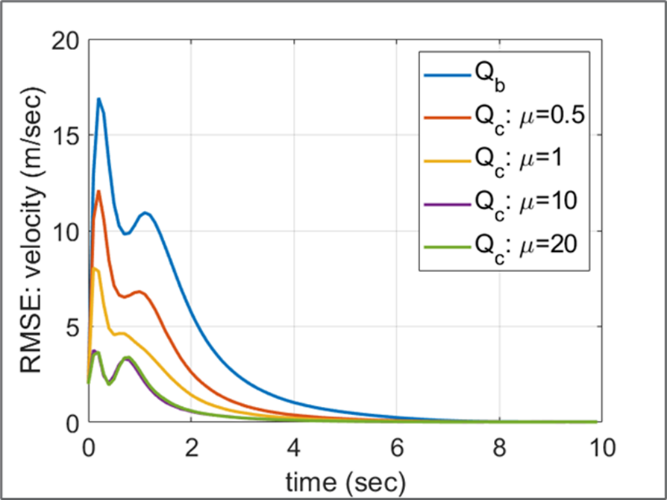 20
15
10
5
0
0
2
4
6
8
10
RMSE: velocity (m/sec)
time (sec)
Q_b
Q_c: μ=0.5
Q_c: μ=1
Q_c: μ=10
Q_c: μ=20